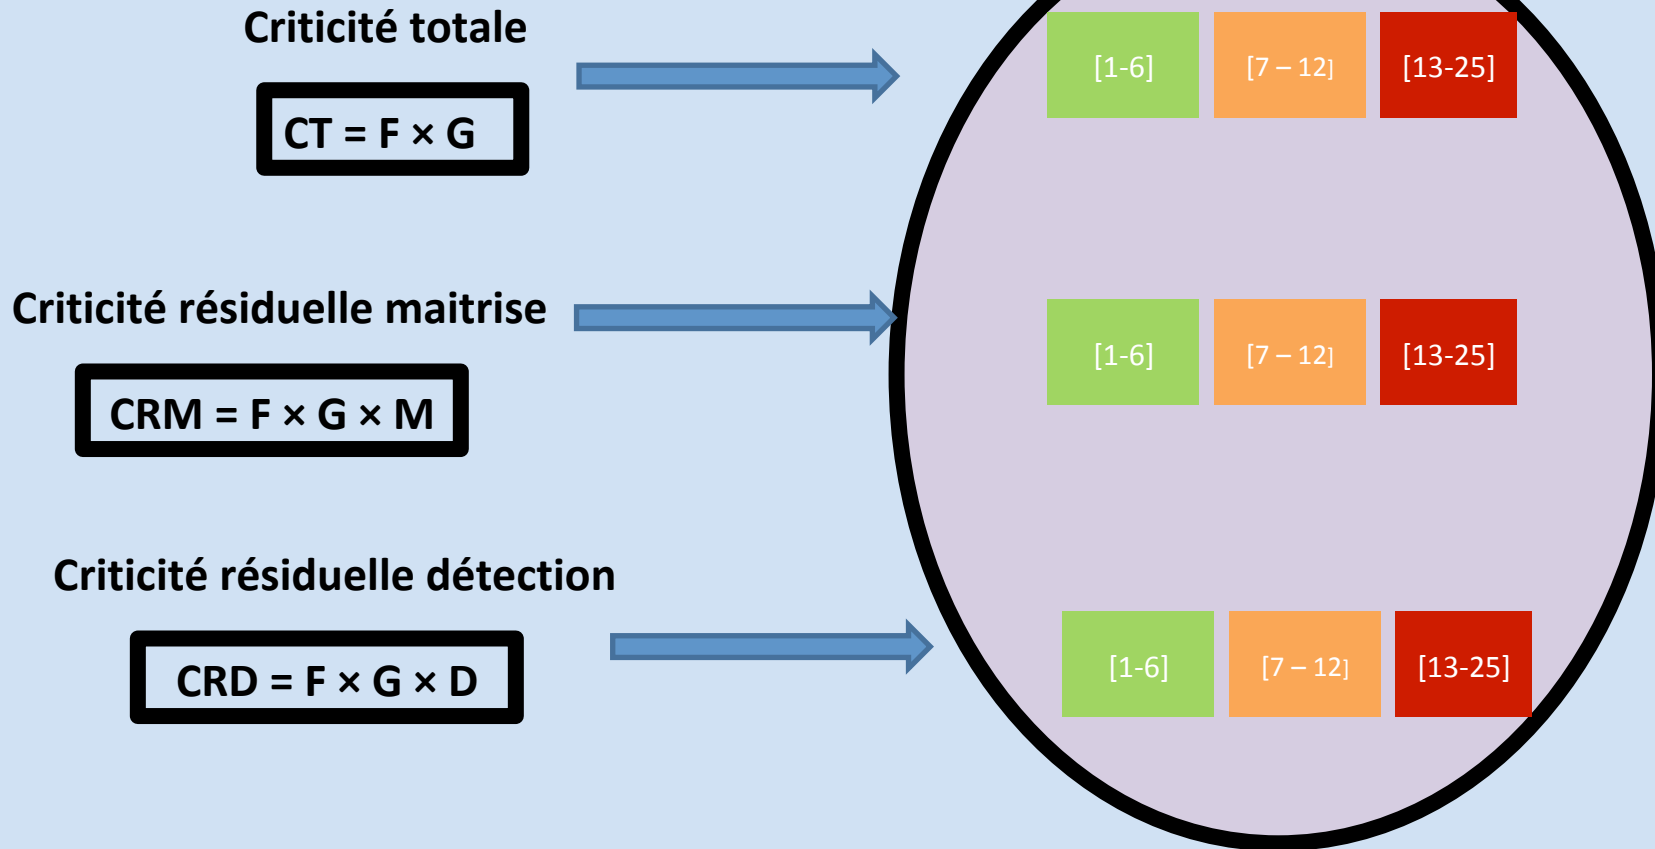 Criticité totale
[1-6] [7 – 12] [13-25]
CT = F × G
Criticité résiduelle maitrise
[1-6] [7 – 12] [13-25]
CRM = F × G × M
Criticité résiduelle détection
[1-6] [7 – 12] [13-25]
CRD = F × G × D